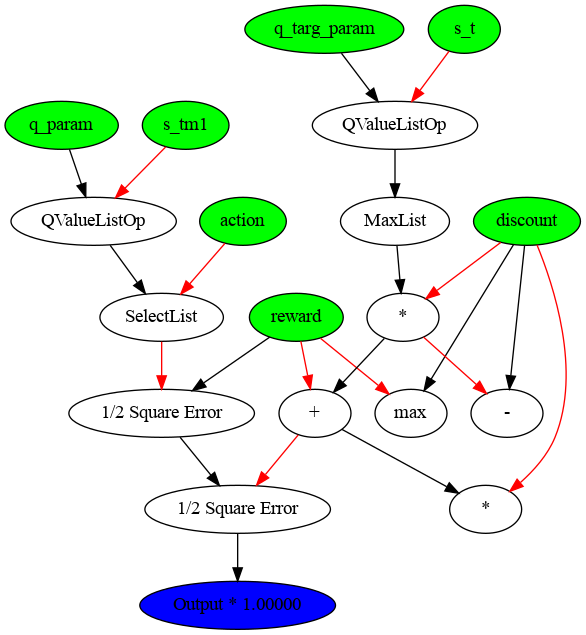 q_targ_param
s_t
q_param
s_tm1
QValueListOp
QValueListOp
action
MaxList
discount
SelectList
reward
*
1/2 Square Error
+
max
-
1/2 Square Error
*
Output * 1.00000